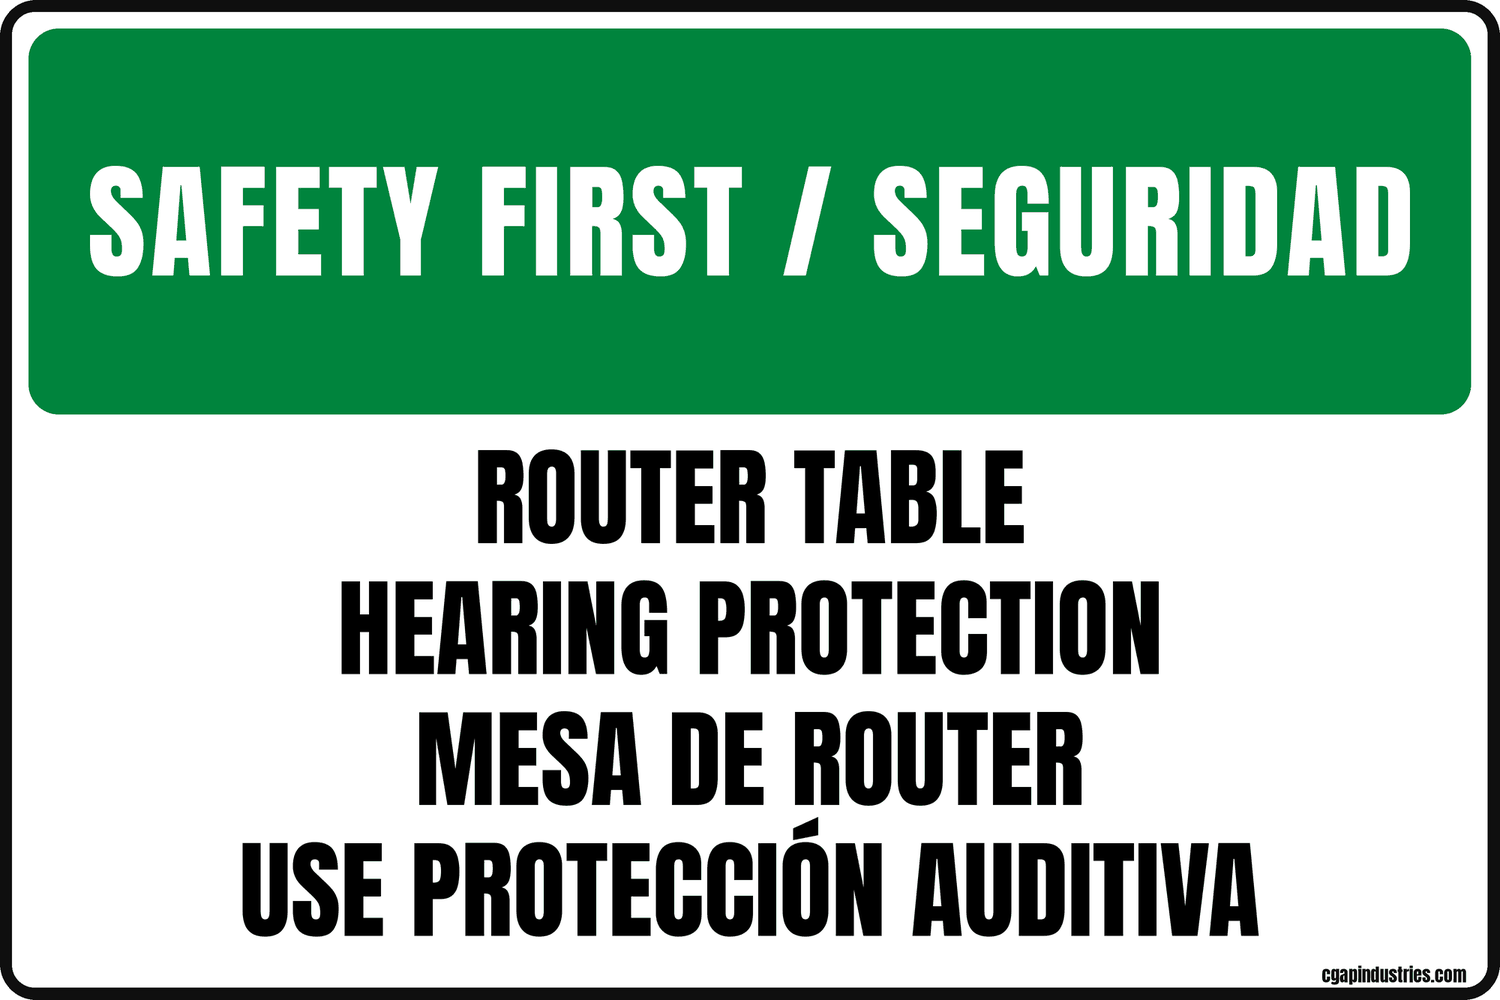 SAFETY FIRST / SEGURIDAD
ROUTER TABLE
HEARING PROTECTION
MESA DE ROUTER
USE PROTECCIÓN AUDITIVA
cgapindustries.com